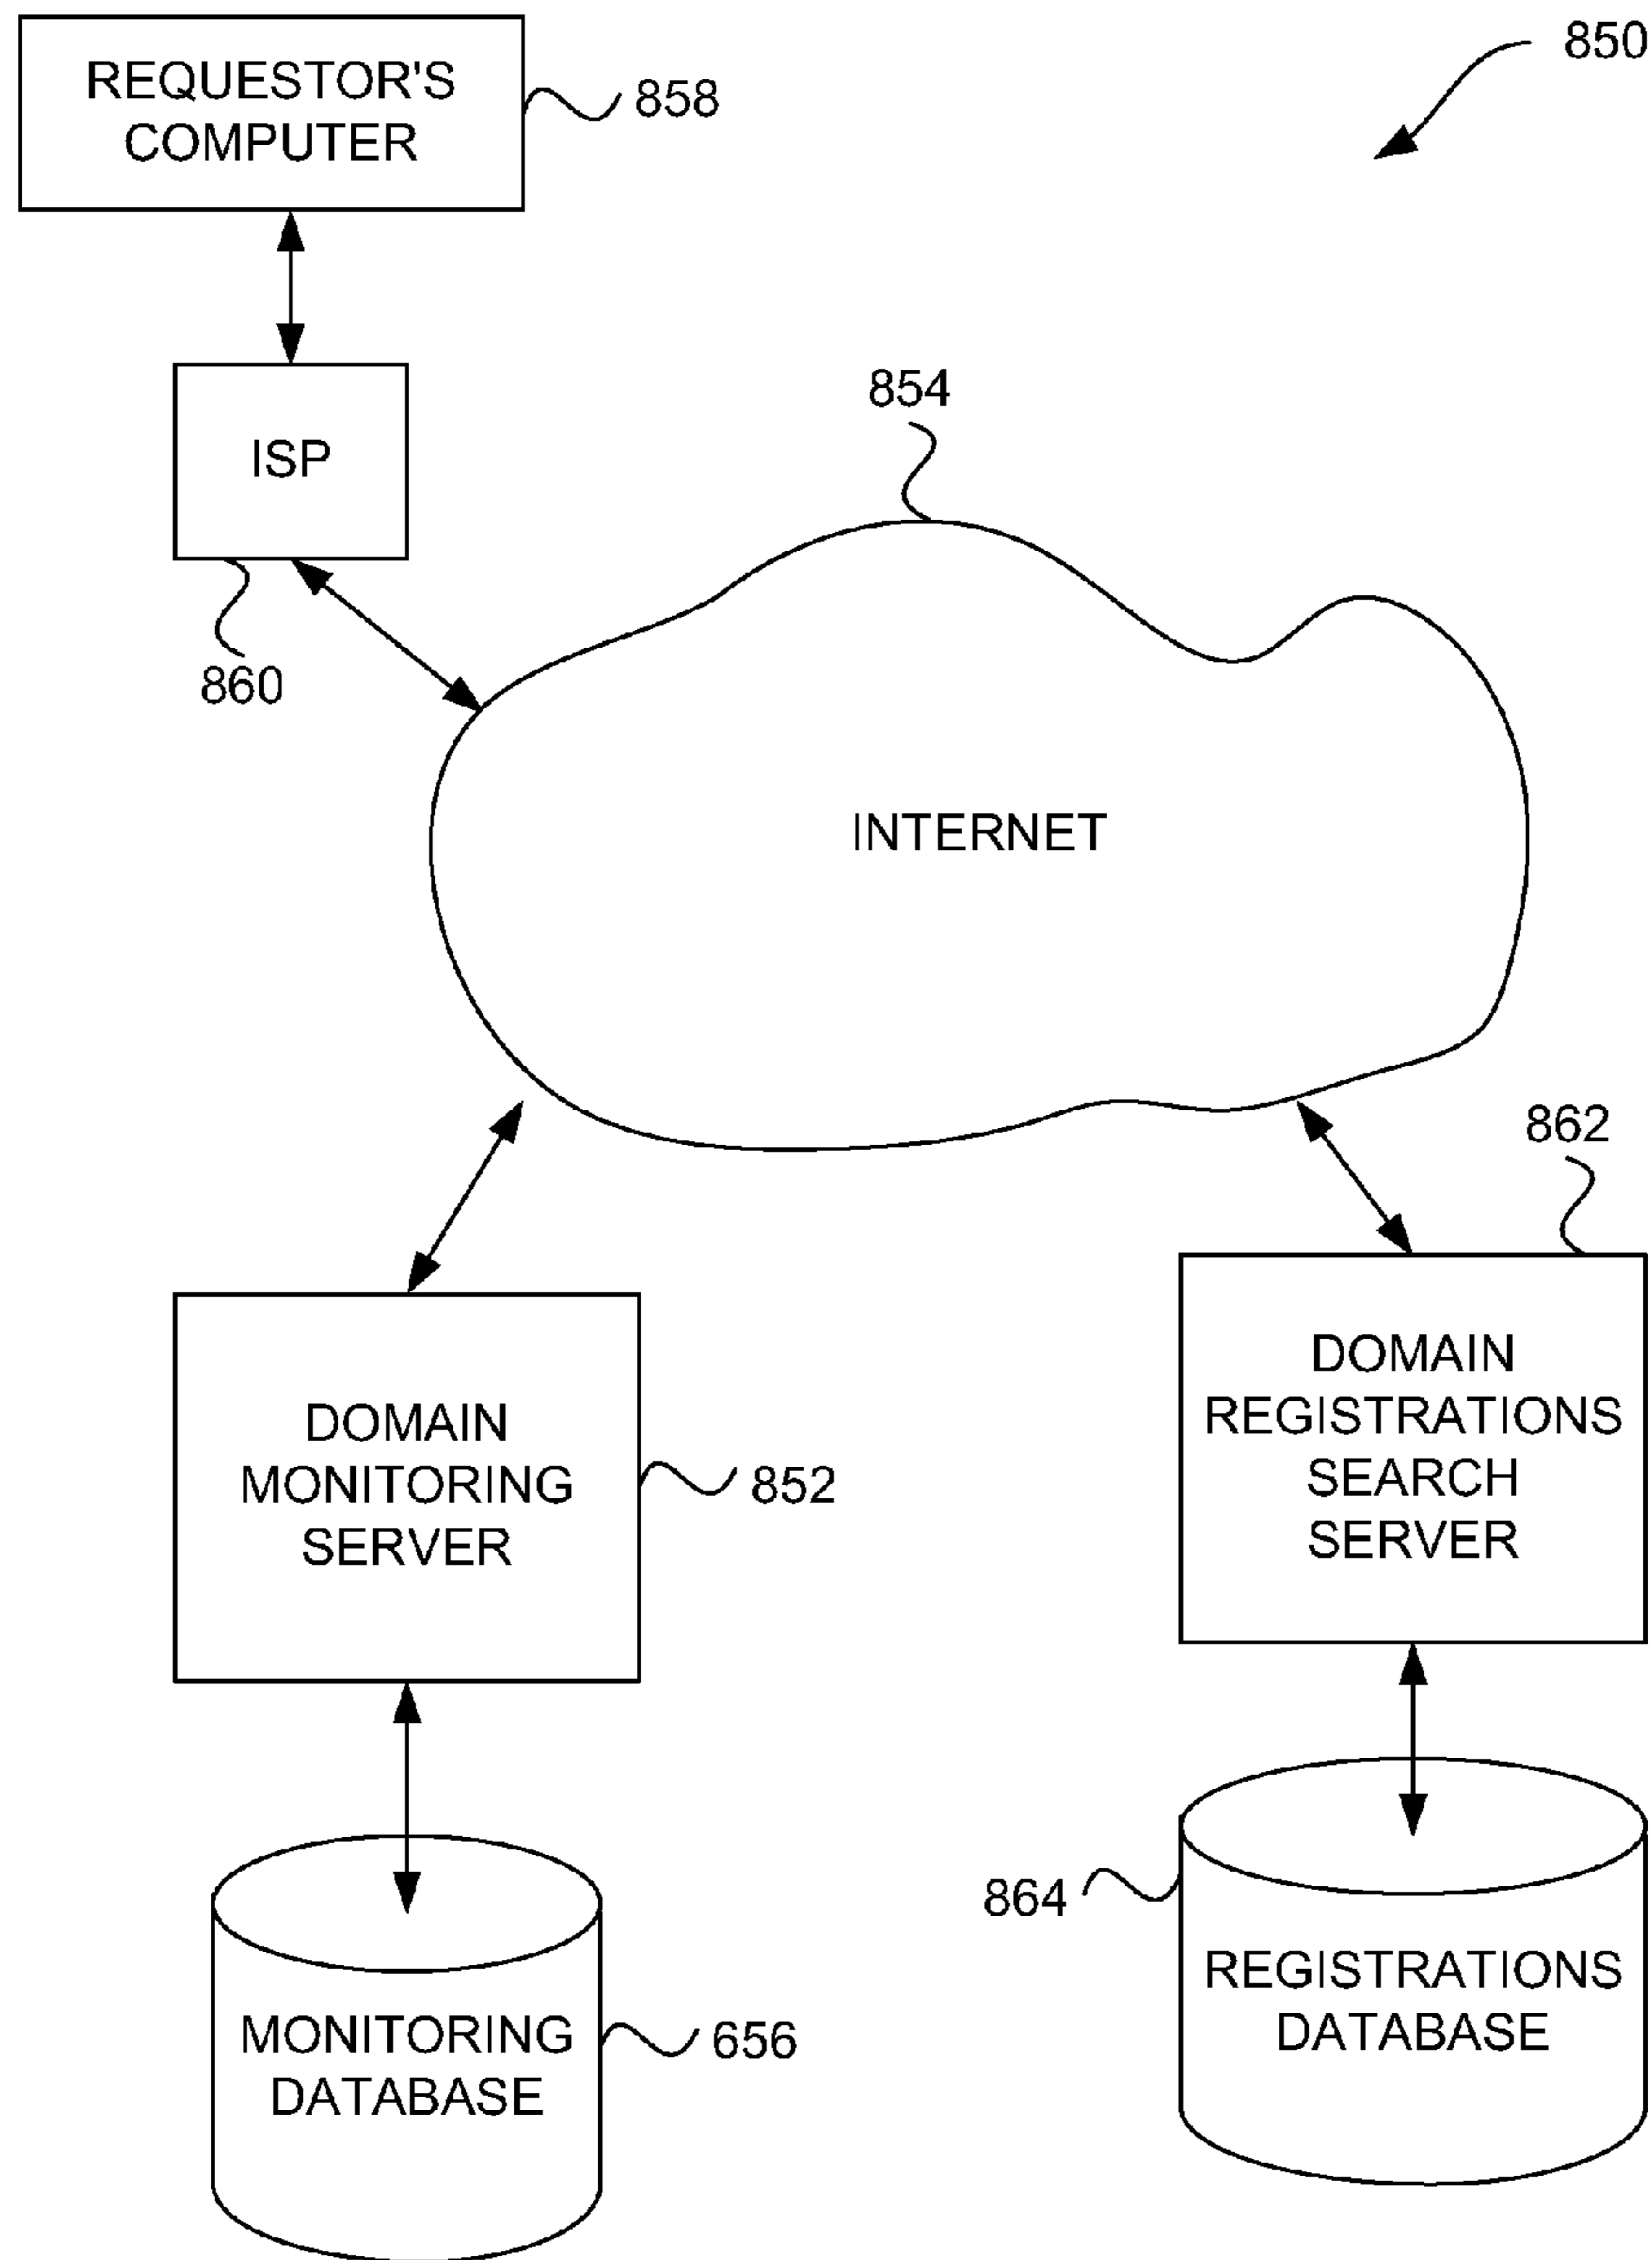 850
REQUESTOR'S
COMPUTER
858
ISP
860
854
INTERNET
862
DOMAIN
MONITORING
SERVER
852
DOMAIN
REGISTRATIONS
SEARCH
SERVER
MONITORING
DATABASE
656
864
REGISTRATIONS
DATABASE